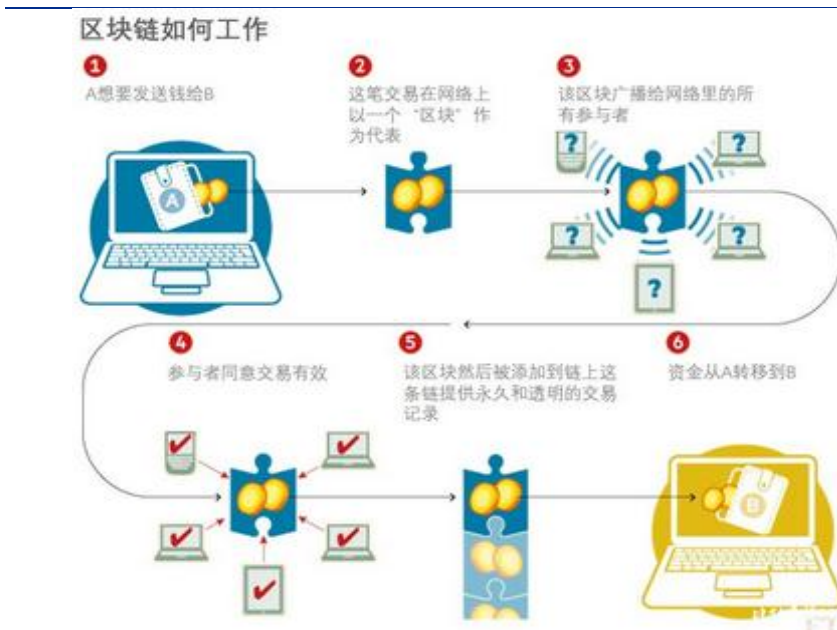 区块链如何工作
1
A想要发送钱给B
2
这笔交易在网络上
以一个“区块”作
为代表
3
该区块广播给网络里的所
有参与者
?
?
A
?
?
?
4
参与者同意交易有效
5
该区块然后被添加到链上这
条链提供永久和透明的交易
记录
6
资金从A转移到B
B